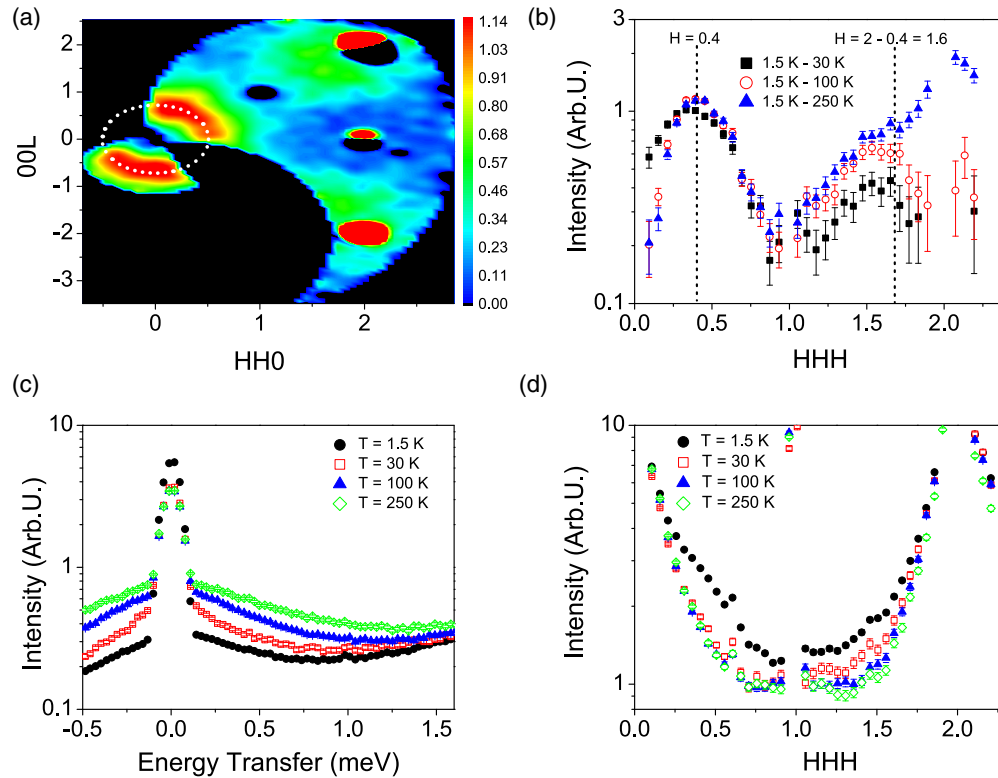 (a)
2
1
0
-1
-2
-3
00L
0
1
2
HH0
1.14
1.03
0.92
0.80
0.69
0.57
0.46
0.34
0.23
0.11
0.00
(b)
3
1
0.1
Intensity (Arb.U.)
H = 0.4
H = 2 - 0.4 = 1.6
1.5 K - 30 K
1.5 K - 100 K
1.5 K - 250 K
0.0
0.5
1.0
1.5
2.0
HHH
(c)
10
1
0.1
Intensity (Arb.U.)
T = 1.5 K
T = 30 K
T = 100 K
T = 250 K
-0.5
0.0
0.5
1.0
1.5
Energy Transfer (meV)
(d)
10
1
Intensity (Arb.U.)
T = 1.5 K
T = 30 K
T = 100 K
T = 250 K
0.0
0.5
1.0
1.5
2.0
HHH